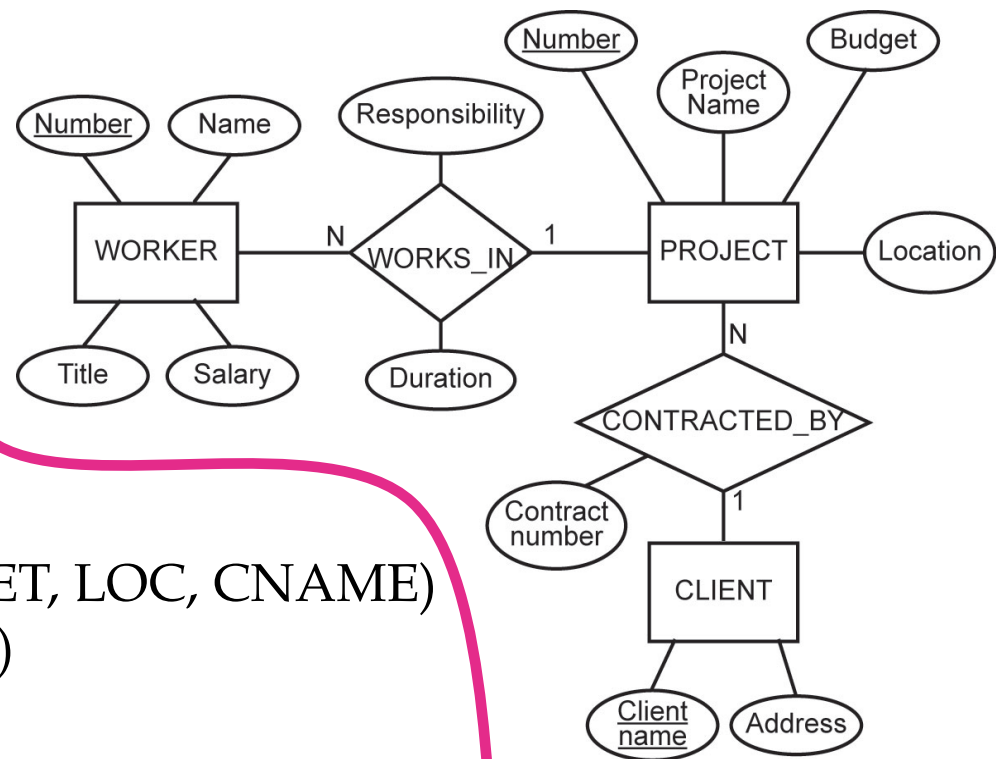 Number
Budget
Project
Name
Number
Name
Responsibility
WORKER
N
WORKS_IN
1
PROJECT
Location
Title
Salary
Duration
N
CONTRACTED_BY
Contract
number
1
ET, LOC, CNAME)
)
CLIENT
Client
name
Address